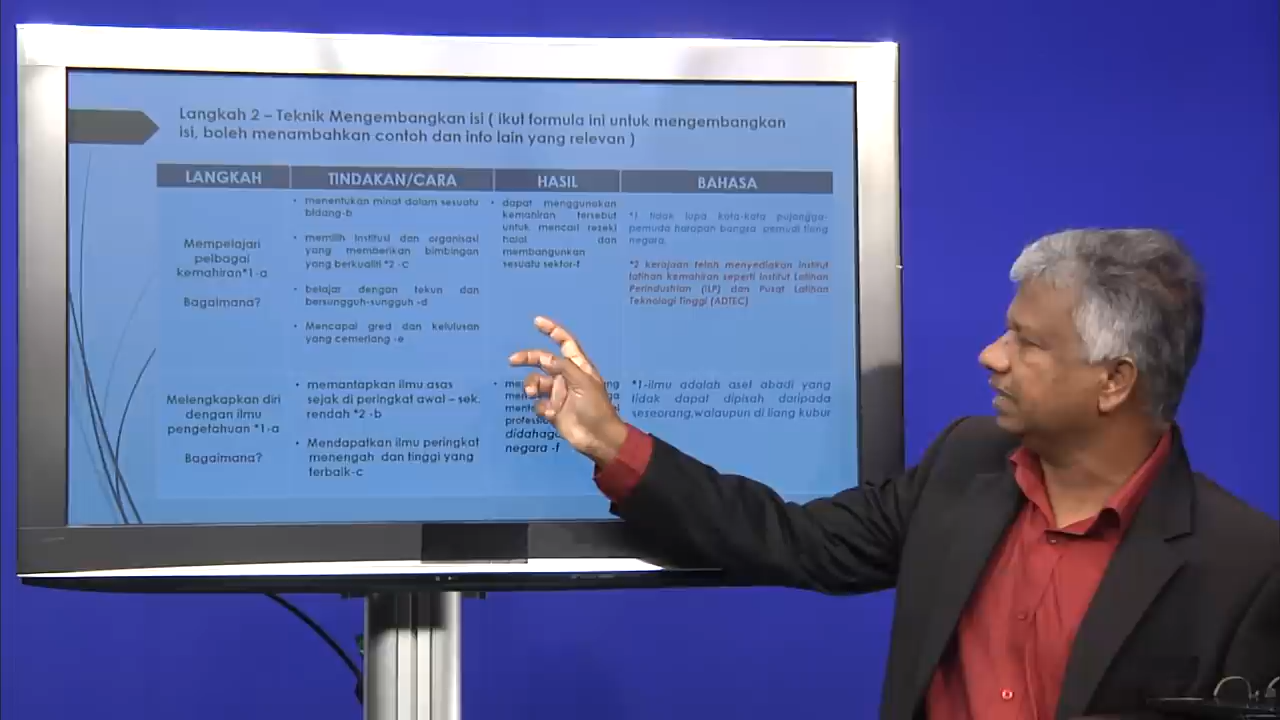 Langkah 2 – Teknik Mengembangkan isi ( ikut formula ini untuk mengembangkan
isi, boleh menambahkan contoh dan info lain yang relevan )
LANGKAH
TINDAKAN/CARA
HASIL
BAHASA
Mempelajari
pelbagai
kemahiran*1-a
Bagaimana?
• menentukan minat dalam sesuatu
bidang-b
• memilih institusi dan organisasi
yang memberikan bimbingan
yang berkualiti *2 -c
• belajar dengan tekun dan
bersungguh-sungguh -d
• Mencapai gred dan kelulusan
yang cemerlang -e
• dapat menggunakan
kemahiran tersebut
untuk mencari rezeki
halal dan
membangunkan
sesuatu sektor-f
*1 tidak lupa kata-kata pujangga-
pemuda harapan bangsa pemudi tiang
negara.
*2 kerajaan telah menyediakan institut
latihan kemahiran seperti Institut Latihan
Perindustrian (ILP) dan Pusat Latihan
Teknologi Tinggi (ADTEC)
Melengkapkan diri
dengan ilmu
pengetahuan *1-a
Bagaimana?
• memantapkan ilmu asas
sejak di peringkat awal – sek.
rendah *2 -b
• Mendapatkan ilmu peringkat
menengah dan tinggi yang
terbaik-c
negara -f
*1-ilmu adalah aset abadi yang
tidak dapat dipisah daripada
seseorang,walaupun di liang kubur